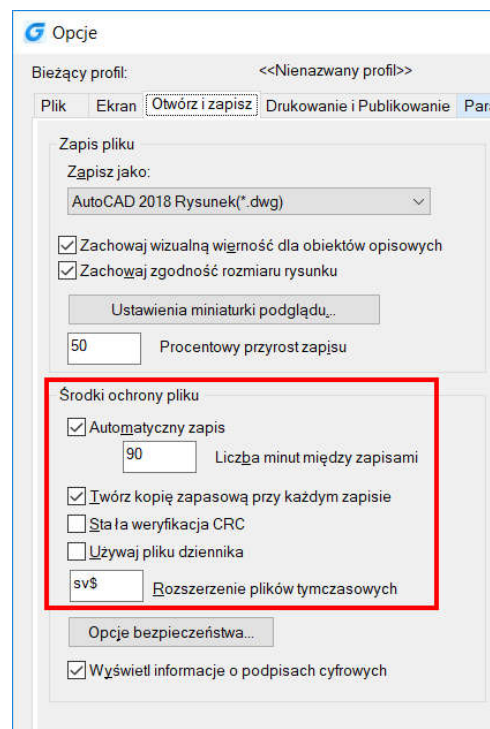 Opcje
Bieżący profil: <<Nienazwany profil>>
Plik Ekran Otwórz i zapisz Drukowanie i Publikowanie Para
Zapis pliku
Zapisz jako:
AutoCAD 2018 Rysunek(*.dwg)
Zachowaj wizualną wierność dla obiektów opisowych
Zachowaj zgodność rozmiaru rysunku
Ustawienia miniaturki podglądu...
50 Procentowy przyrost zapisu
Środki ochrony pliku
Automatyczny zapis
90 Liczba minut między zapisami
Twórz kopię zapasową przy każdym zapisie
Stała weryfikacja CRC
Używaj pliku dziennika
sv$ Rozszerzenie plików tymczasowych
Opcje bezpieczeństwa...
Wyświetl informacje o podpisach cyfrowych